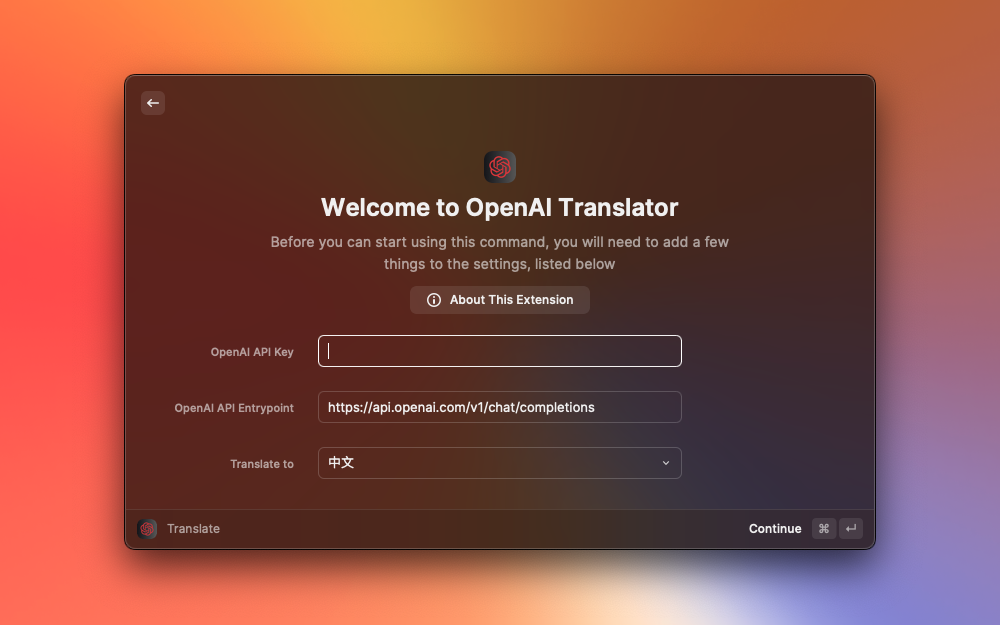 Welcome to OpenAI Translator
Before you can start using this command, you will need to add a few
things to the settings, listed below
About This Extension
OpenAI API Key
OpenAI API Entrypoint
https://api.openai.com/v1/chat/completions
Translate to
中文
Translate
Continue ⌘ ↵